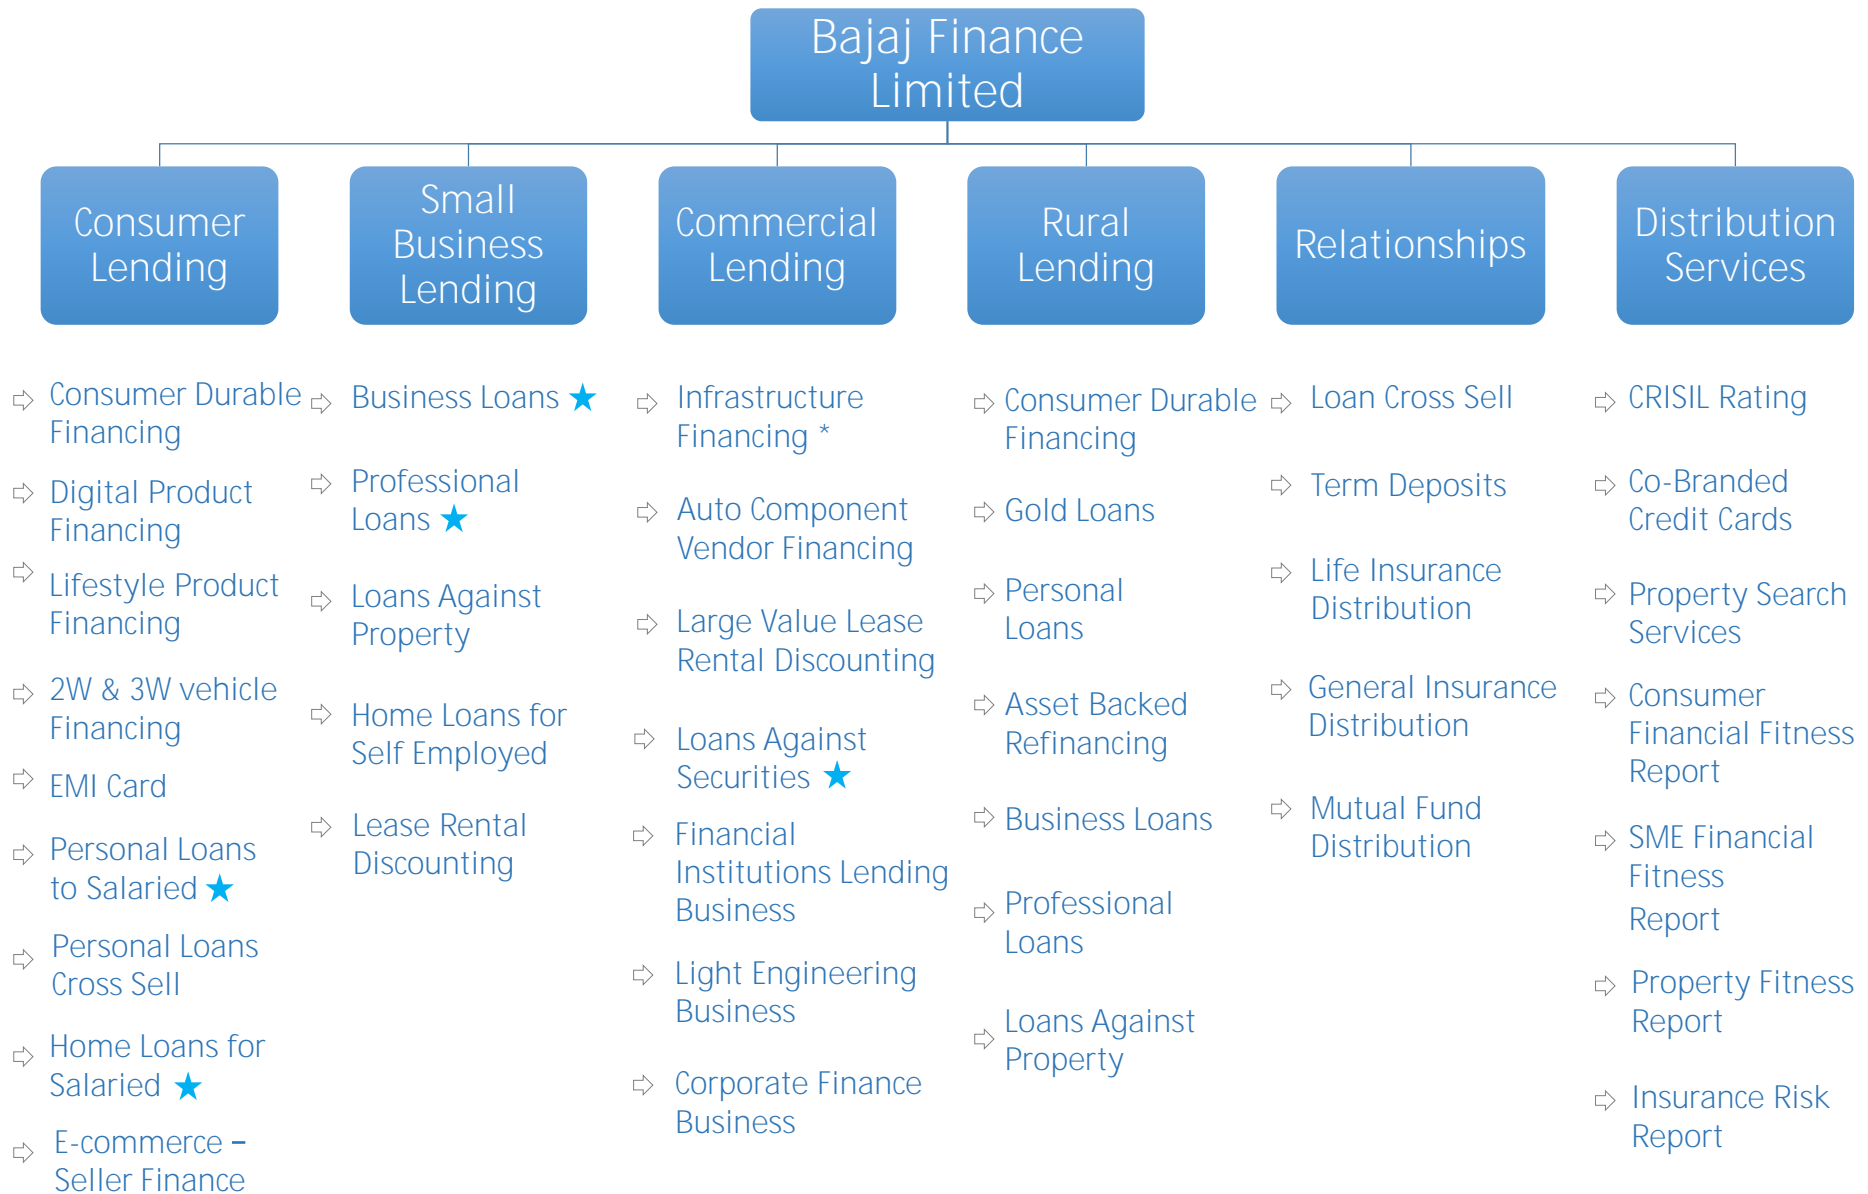 Bajaj Finance
Limited
Consumer
Lending
Small
Business
Lending
Commercial
Lending
Rural
Lending
Relationships
Distribution
Services
Consumer Durable
Financing
Digital Product
Financing
Lifestyle Product
Financing
2W & 3W vehicle
Financing
EMI Card
Personal Loans
to Salaried ★
Personal Loans
Cross Sell
Home Loans for
Salaried ★
E-commerce –
Seller Finance
Business Loans ★
Professional
Loans ★
Loans Against
Property
Home Loans for
Self Employed
Lease Rental
Discounting
Infrastructure
Financing *
Auto Component
Vendor Financing
Large Value Lease
Rental Discounting
Loans Against
Securities ★
Financial
Institutions Lending
Business
Light Engineering
Business
Corporate Finance
Business
Consumer Durable
Financing
Gold Loans
Personal
Loans
Asset Backed
Refinancing
Business Loans
Professional
Loans
Loans Against
Property
Loan Cross Sell
Term Deposits
Life Insurance
Distribution
General Insurance
Distribution
Mutual Fund
Distribution
CRISIL Rating
Co-Branded
Credit Cards
Property Search
Services
Consumer
Financial Fitness
Report
SME Financial
Fitness
Report
Property Fitness
Report
Insurance Risk
Report